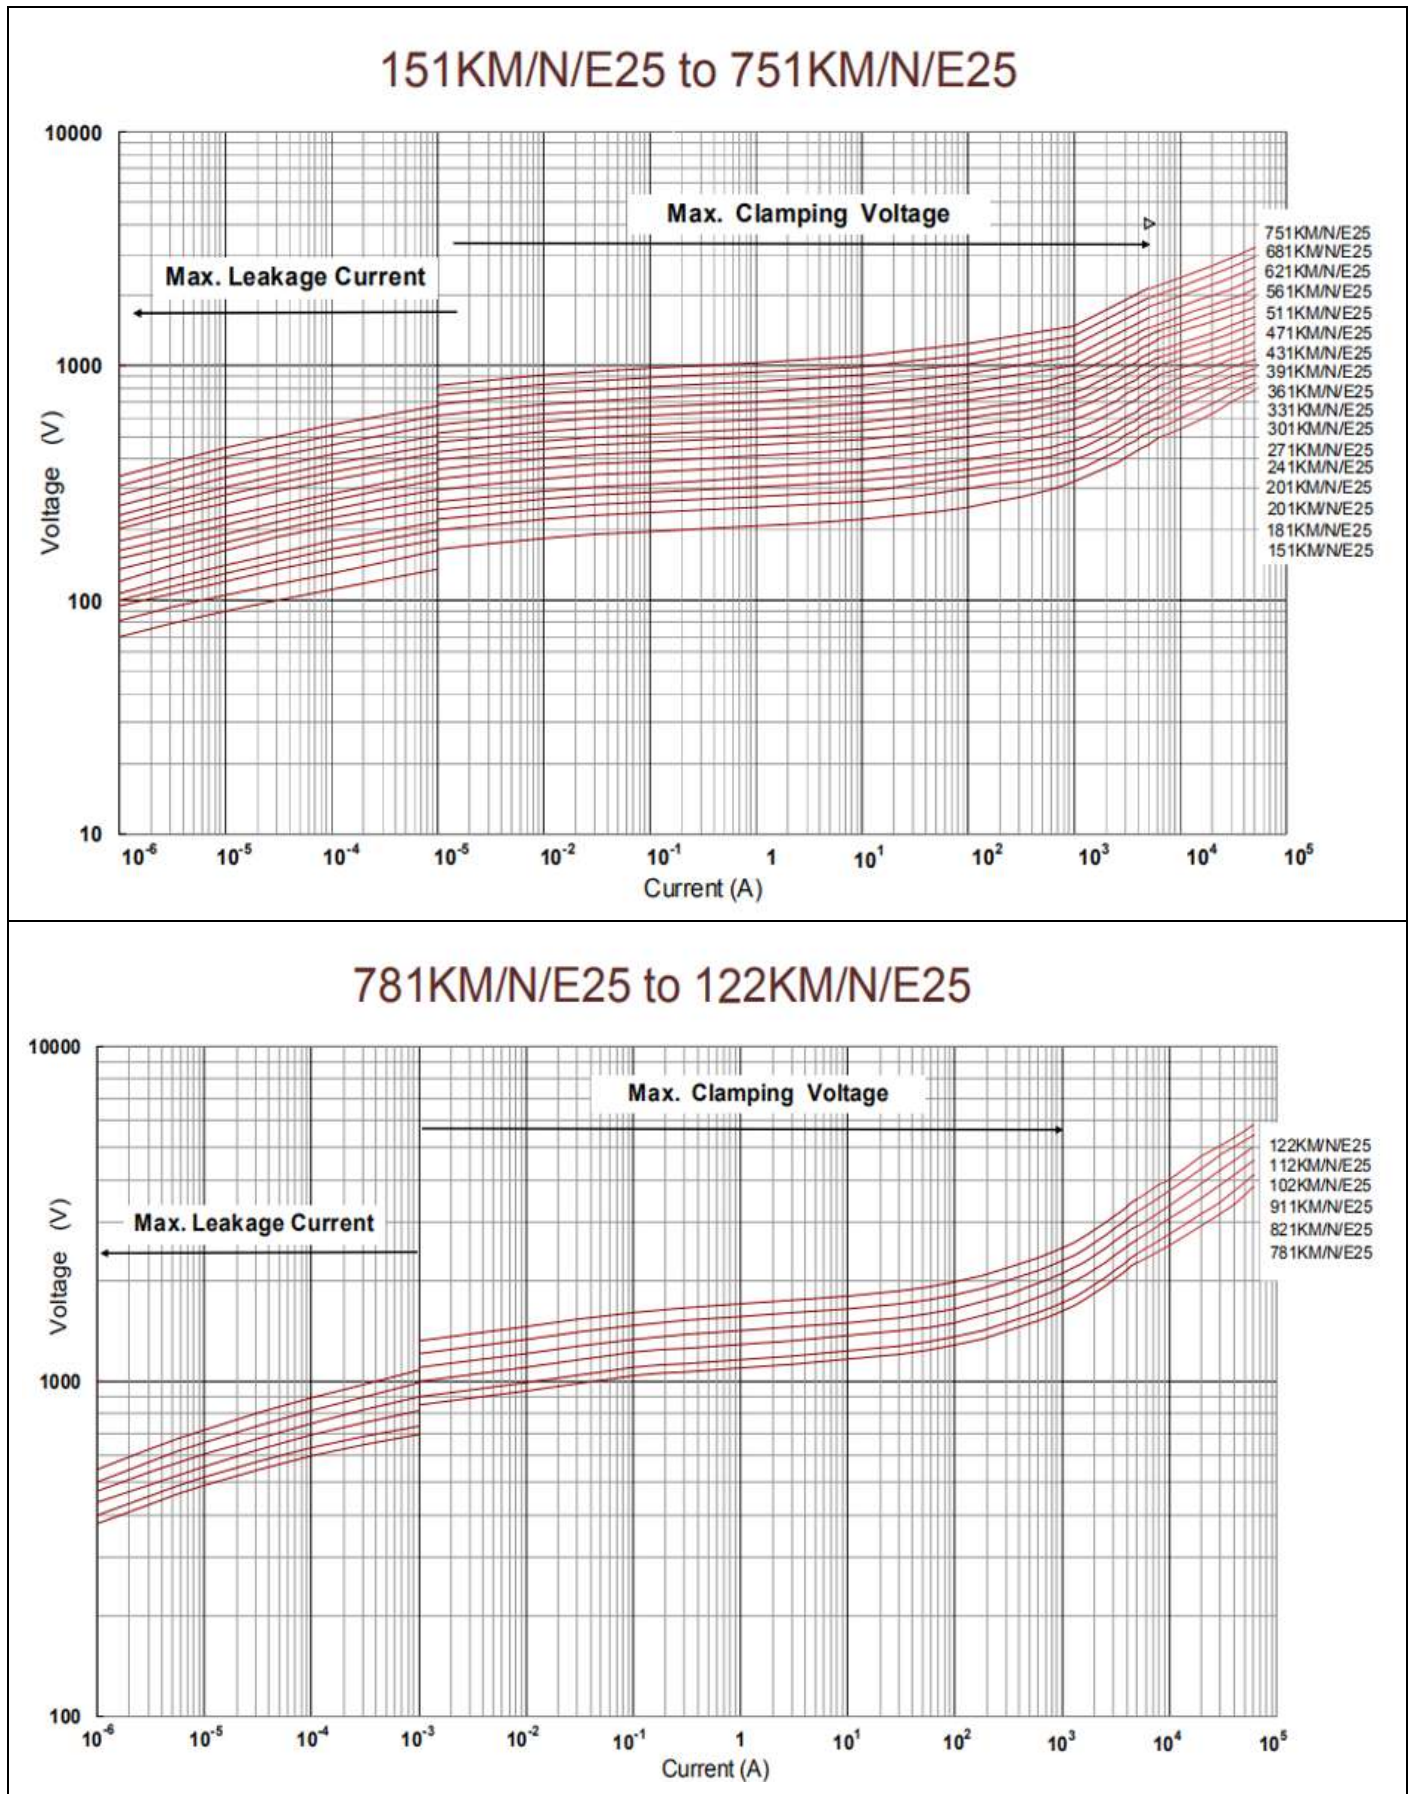 151KM/N/E25 to 751KM/N/E25
10000
Max. Clamping Voltage
751KM/N/E25
681KM/N/E25
Max. Leakage Current
621KM/N/E25
561KM/N/E25
511KM/N/E25
471KM/N/E25
431KM/N/E25
1000
391KM/N/E25
361KM/N/E25
331KM/N/E25
301KM/N/E25
271KM/N/E25
241KM/N/E25
201KM/N/E25
201KM/N/E25
181KM/N/E25
151KM/N/E25
Voltage (V)
100
10
10⁻⁶ 10⁻⁵ 10⁻⁴ 10⁻⁵ 10⁻² 10⁻¹ 1 10¹ 10² 10³ 10⁴ 10⁵
Current (A)
781KM/N/E25 to 122KM/N/E25
10000
Max. Clamping Voltage
122KM/N/E25
112KM/N/E25
102KM/N/E25
911KM/N/E25
Max. Leakage Current
821KM/N/E25
781KM/N/E25
Voltage (V)
1000
100
10⁻⁶ 10⁻⁵ 10⁻⁴ 10⁻³ 10⁻² 10⁻¹ 1 10¹ 10² 10³ 10⁴ 10⁵
Current (A)